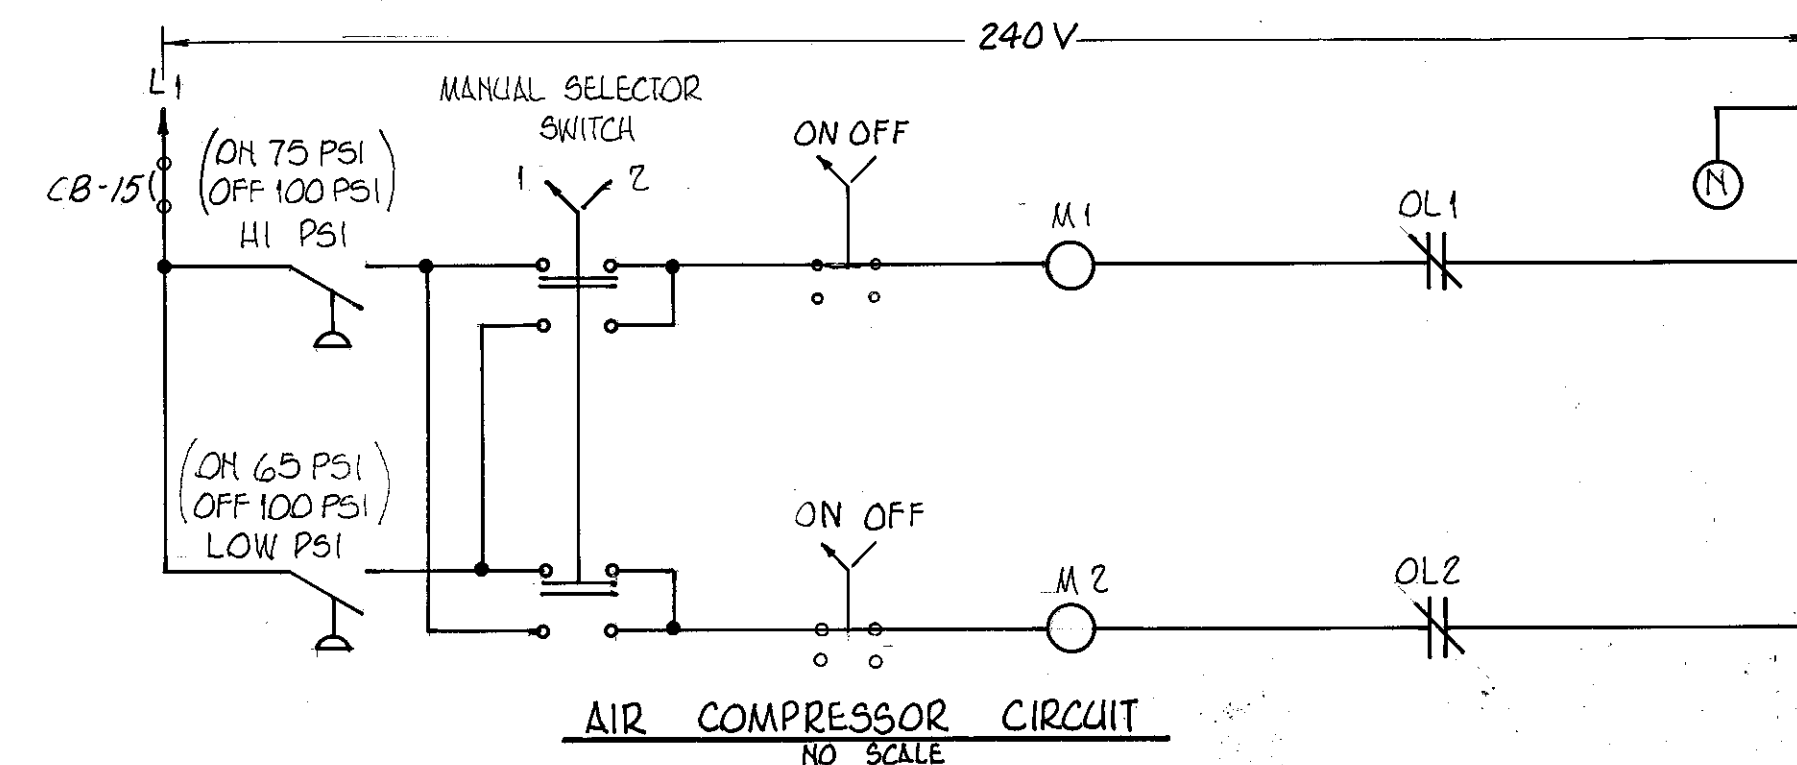 240V
L1
MANUAL SELECTOR
SWITCH
1 2
ON OFF
(ON 75 PSI)
(OFF 100 PSI)
HI PSI
CB-15
M1
OL1
N
(ON 65 PSI)
(OFF 100 PSI)
LOW PSI
ON OFF
M2
OL2
AIR COMPRESSOR CIRCUIT
NO SCALE